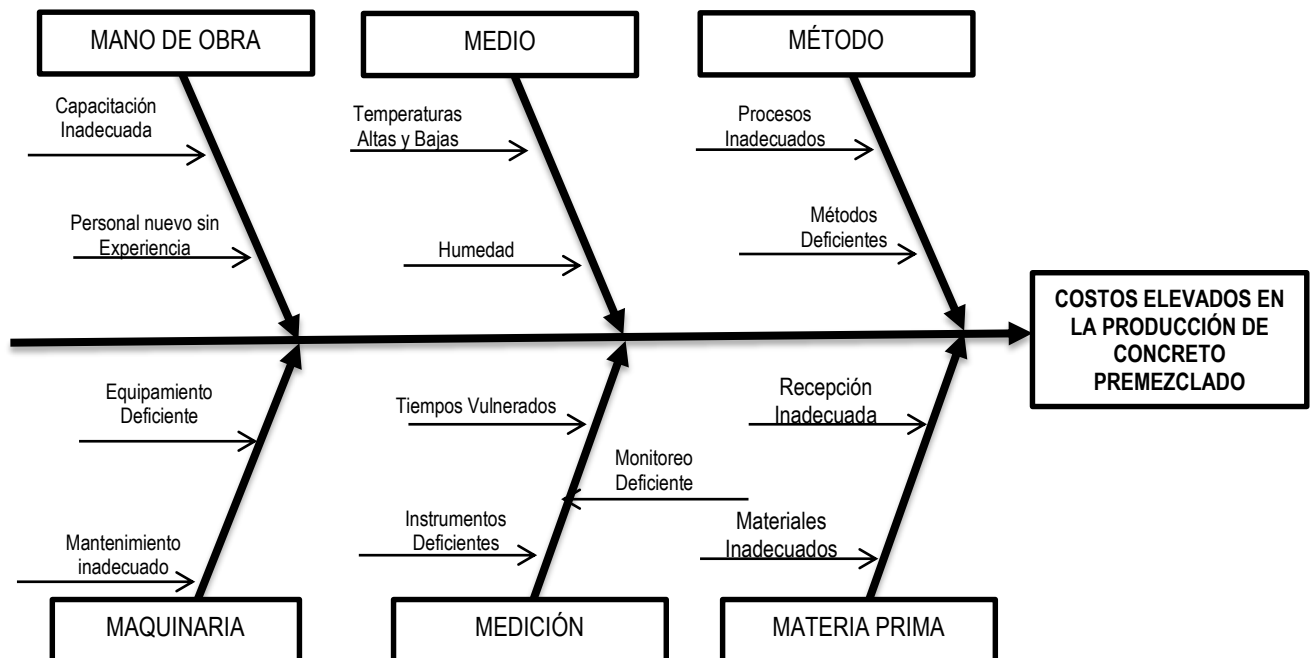 MANO DE OBRA
MEDIO
MÉTODO
Capacitación
Inadecuada
Temperaturas
Altas y Bajas
Procesos
Inadecuados
Personal nuevo sin
Experiencia
Humedad
Métodos
Deficientes
COSTOS ELEVADOS EN
LA PRODUCCIÓN DE
CONCRETO
PREMEZCLADO
Equipamiento
Deficiente
Tiempos Vulnerados
Recepción
Inadecuada
Monitoreo
Deficiente
Mantenimiento
inadecuado
Instrumentos
Deficientes
Materiales
Inadecuados
MAQUINARIA
MEDICIÓN
MATERIA PRIMA